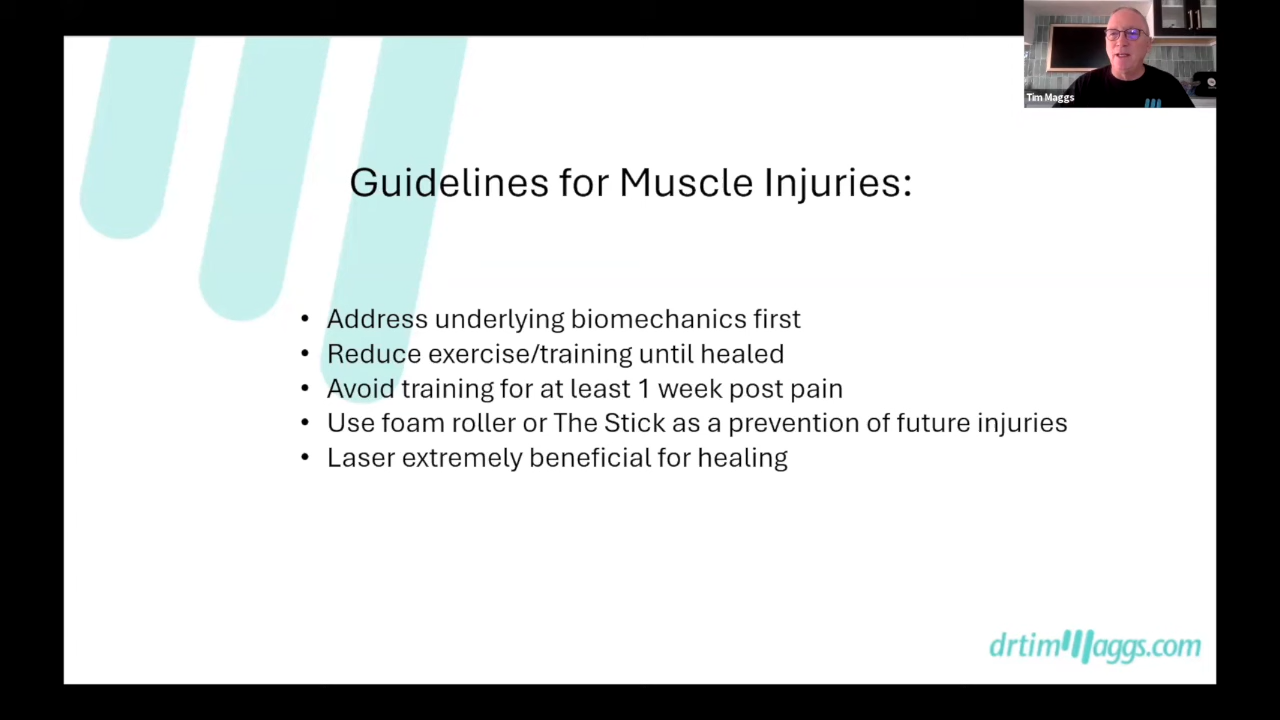 Tim Maggs
Guidelines for Muscle Injuries:
• Address underlying biomechanics first
• Reduce exercise/training until healed
• Avoid training for at least 1 week post pain
• Use foam roller or The Stick as a prevention of future injuries
• Laser extremely beneficial for healing
drtimMaggs.com